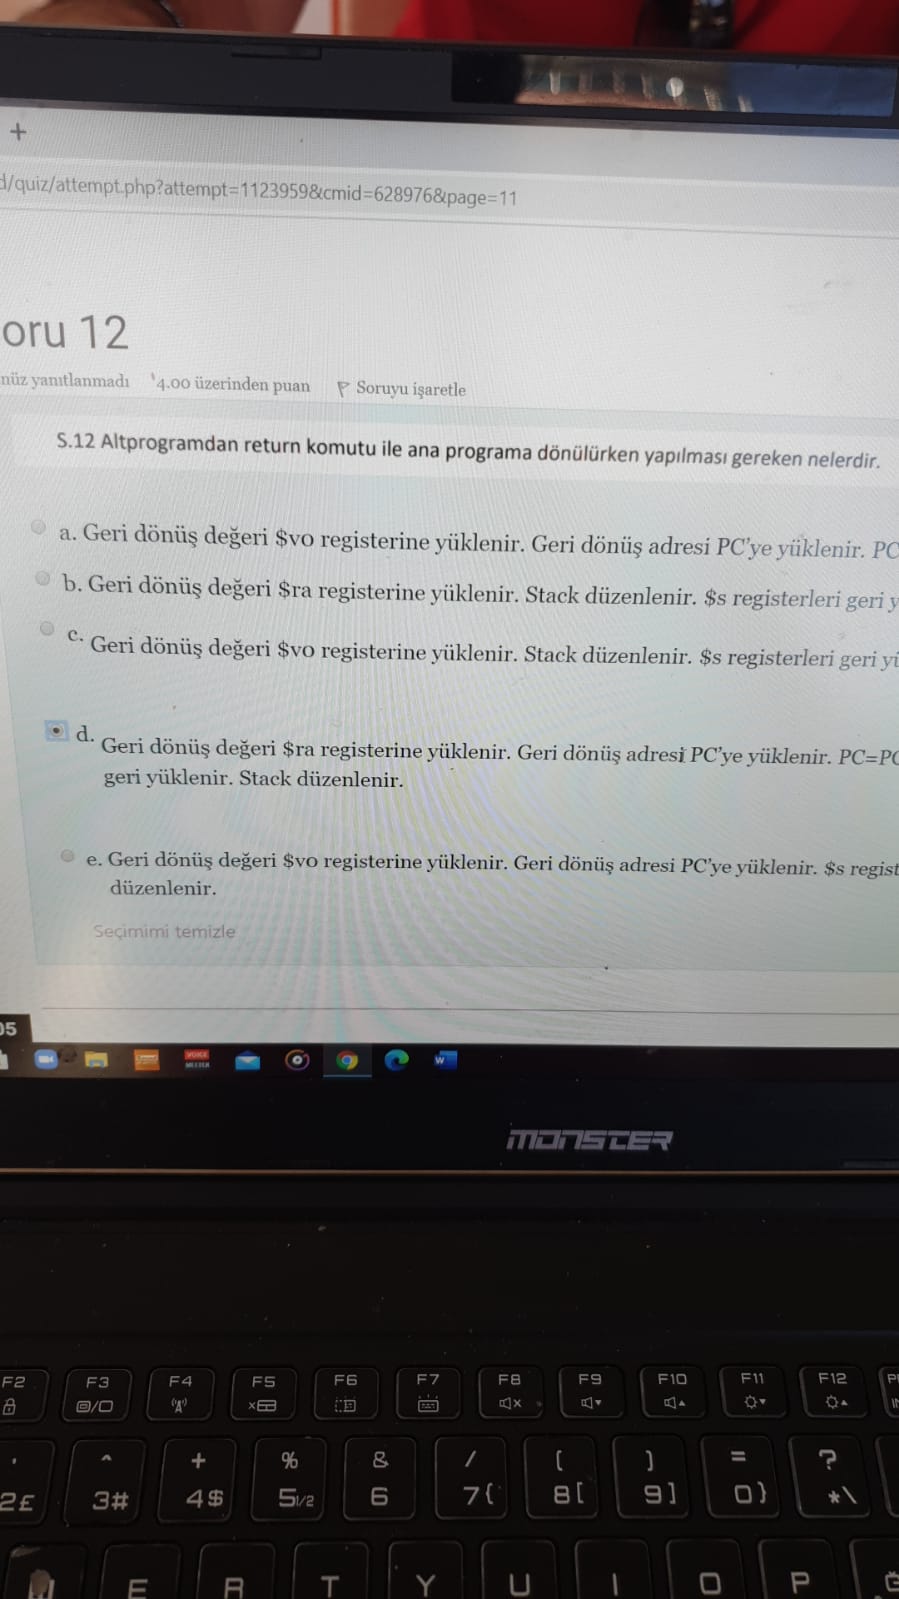 +
d/quiz/attempt.php?attempt=1123959&cmid=628976&page=11
oru 12
nüz yanıtlanmadı 4.00 üzerinden puan Soruyu işaretle
S.12 Altprogramdan return komutu ile ana programa dönülürken yapılması gereken nelerdir.
a. Geri dönüş değeri $vo registerine yüklenir. Geri dönüş adresi PC'ye yüklenir. PC
b. Geri dönüş değeri $ra registerine yüklenir. Stack düzenlenir. $s registerleri geri y
c. Geri dönüş değeri $vo registerine yüklenir. Stack düzenlenir. $s registerleri geri yi
d. Geri dönüş değeri $ra registerine yüklenir. Geri dönüş adresi PC'ye yüklenir. PC=PC
geri yüklenir. Stack düzenlenir.
e. Geri dönüş değeri $vo registerine yüklenir. Geri dönüş adresi PC'ye yüklenir. $s regist
düzenlenir.
Seçimimi temizle
05
VOICE
MEETER
W
MONSTER
F2 F3 F4 F5 F6 F7 F8 F9 F10 F11 F12
' ^ + % & / ( ) = ?
2£ 3# 4$ 5½ 6 7{ 8[ 9] 0} *\
E R T Y U I O P